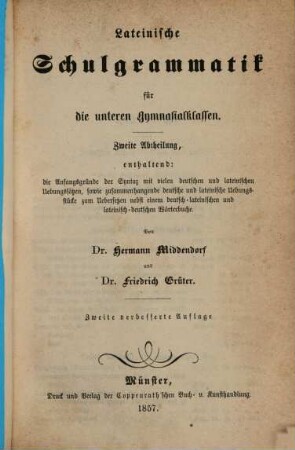 Lateinische
Schulgrammatik
für
die unteren Gymnasialklassen.
Zweite Abtheilung,
enthaltend:
die Anfangsgründe der Syntax mit vielen deutschen und lateinischen
Uebungssätzen, sowie zusammenhangende deutsche und lateinische Uebungs-
stücke zum Uebersetzen nebst einem deutsch-lateinischen und
lateinisch-deutschen Wörterbuche.
Von
Dr. Hermann Middendorf
und
Dr. Friedrich Grüter.
Zweite verbesserte Auflage
Münster,
Druck und Verlag der Coppenrath'schen Buch- u. Kunsthandlung.
1857.